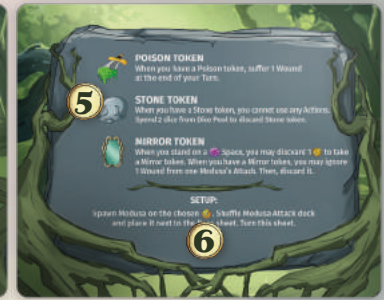 POISON TOKEN
When you have a Poison token, suffer 1 Wound
at the end of your Turn.
5
STONE TOKEN
When you have a Stone token, you cannot use any Actions.
Spend 2 dice from Dice Pool to discard Stone token.
MIRROR TOKEN
When you stand on a Space, you may discard 1 to take
a Mirror token. When you have a Mirror token, you may ignore
1 Wound from one Medusa's Attack. Then, discard it.
SETUP:
Spawn Medusa on the chosen . Shuffle Medusa Attack deck
and place it next to the sheet. Turn this sheet.
6